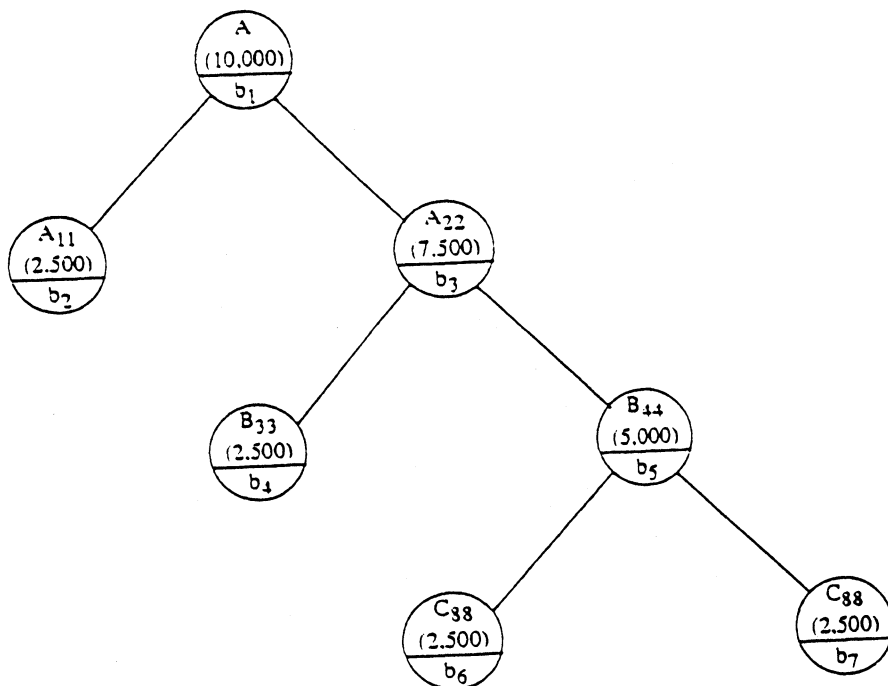 A
(10,000)
b₁
A₁₁
(2.500)
b₂
A₂₂
(7.500)
b₃
B₃₃
(2.500)
b₄
B₄₄
(5.000)
b₅
C₈₈
(2.500)
b₆
C₈₈
(2.500)
b₇